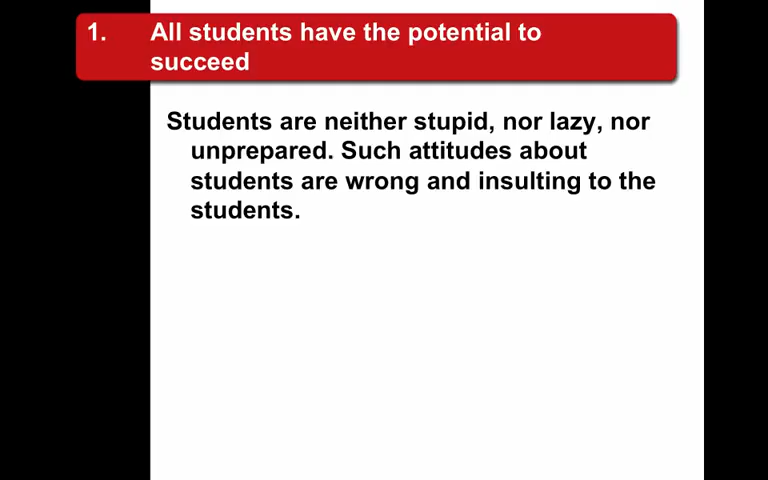 1. All students have the potential to
succeed
Students are neither stupid, nor lazy, nor
unprepared. Such attitudes about
students are wrong and insulting to the
students.